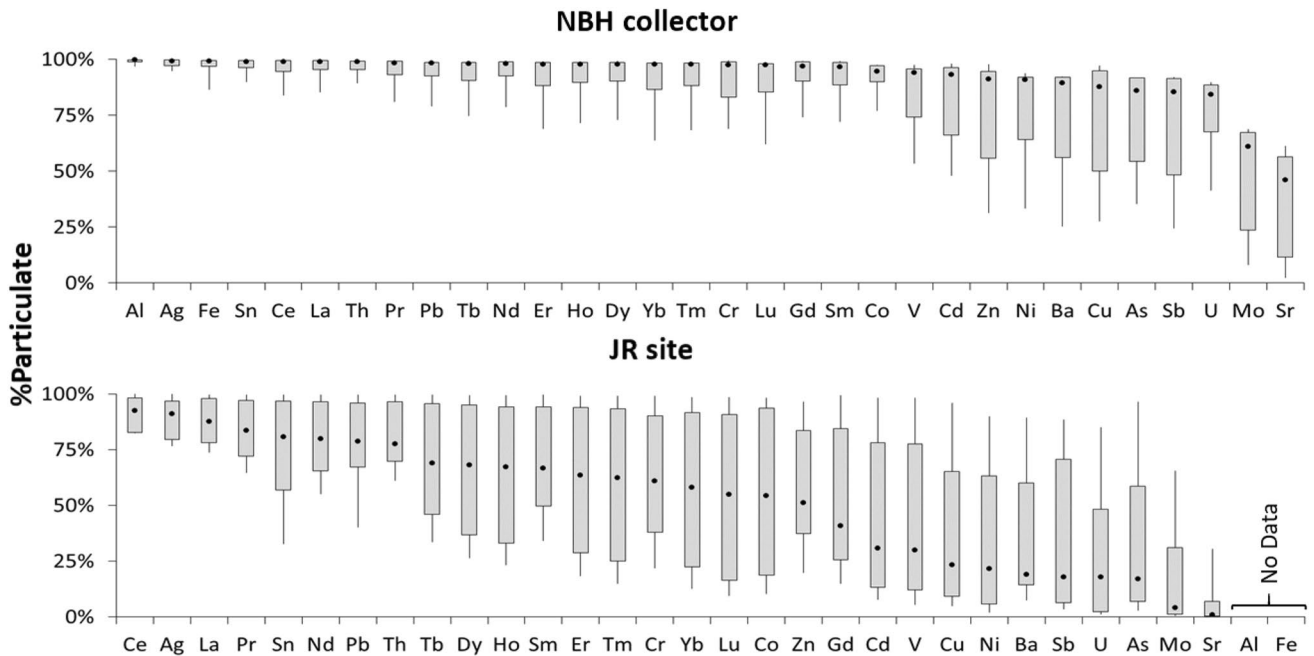 NBH collector
100%
75%
50%
25%
0%
Al Ag Fe Sn Ce La Th Pr Pb Tb Nd Er Ho Dy Yb Tm Cr Lu Gd Sm Co V Cd Zn Ni Ba Cu As Sb U Mo Sr
%Particulate
JR site
100%
75%
50%
25%
0%
No Data
Ce Ag La Pr Sn Nd Pb Th Tb Dy Ho Sm Er Tm Cr Yb Lu Co Zn Gd Cd V Cu Ni Ba Sb U As Mo Sr Al Fe